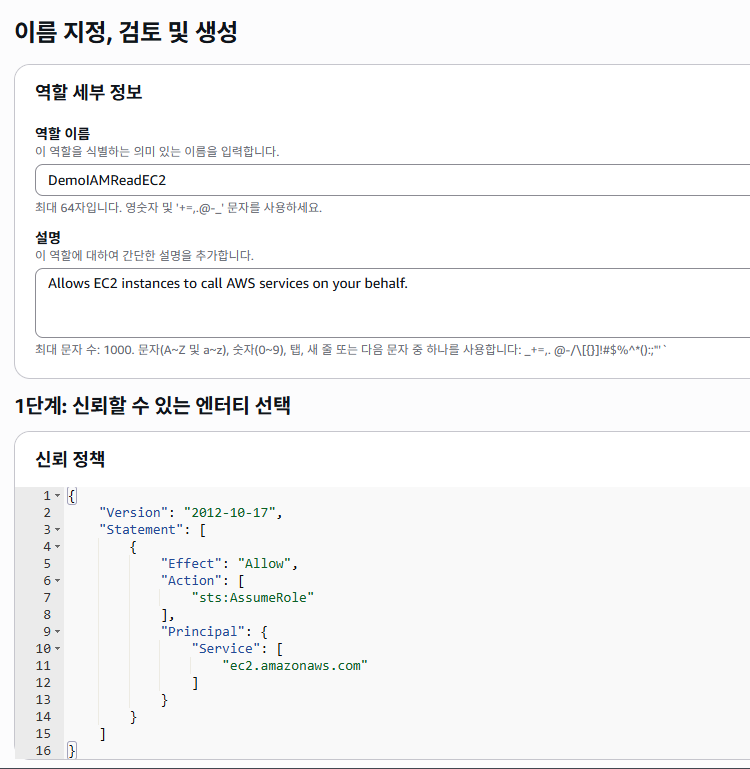 이름 지정, 검토 및 생성
역할 세부 정보
역할 이름
이 역할을 식별하는 의미 있는 이름을 입력합니다.
DemoIAMReadEC2
최대 64자입니다. 영숫자 및 '+=,.@-_' 문자를 사용하세요.
설명
이 역할에 대하여 간단한 설명을 추가합니다.
Allows EC2 instances to call AWS services on your behalf.
최대 문자 수: 1000. 문자(A~Z 및 a~z), 숫자(0~9), 탭, 새 줄 또는 다음 문자 중 하나를 사용합니다: _+=,. @-/\[{}]!#$%^*();:;"'`
1단계: 신뢰할 수 있는 엔터티 선택
신뢰 정책
1 {
2     "Version": "2012-10-17",
3     "Statement": [
4         {
5             "Effect": "Allow",
6             "Action": [
7                 "sts:AssumeRole"
8             ],
9             "Principal": {
10                 "Service": [
11                     "ec2.amazonaws.com"
12                 ]
13             }
14         }
15     ]
16 }